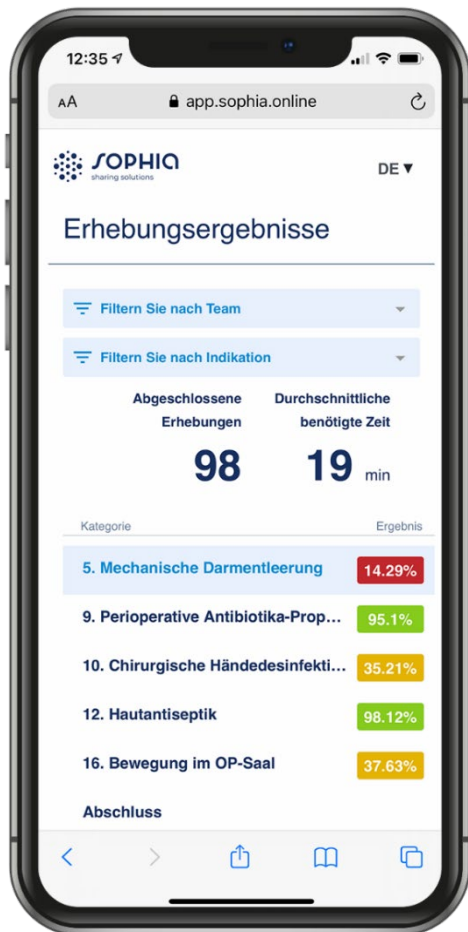 12:35
AA app.sophia.online
SOPHIA
sharing solutions
DE ▼
Erhebungsergebnisse
Filtern Sie nach Team
Filtern Sie nach Indikation
Abgeschlossene Erhebungen
98
Durchschnittliche benötigte Zeit
19 min
Kategorie Ergebnis
5. Mechanische Darmentleerung 14.29%
9. Perioperative Antibiotika-Prop... 95.1%
10. Chirurgische Händedesinfekti... 35.21%
12. Hautantiseptik 98.12%
16. Bewegung im OP-Saal 37.63%
Abschluss